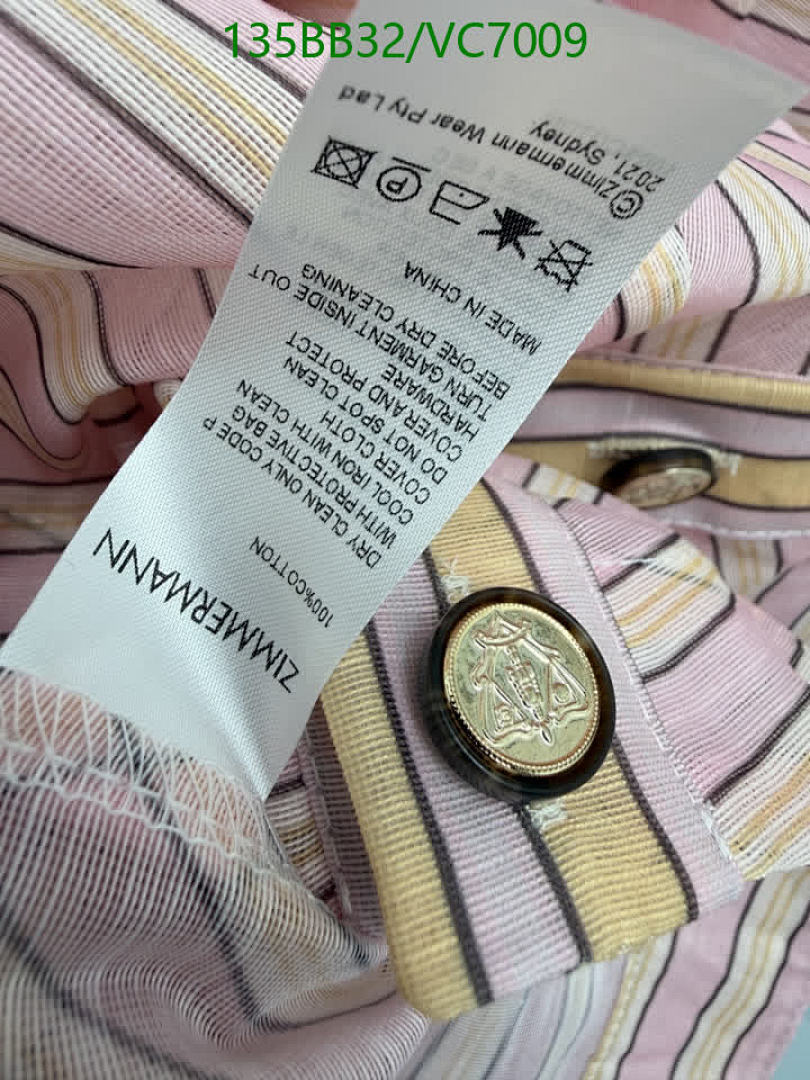 135BB32/VC7009
ZIMMERMANN
100%COTTON
DRY CLEAN ONLY CODE P
WITH PROTECTIVE BAG
COOL IRON WITH CLEAN
COVER CLOTH
DO NOT SPOT CLEAN
COVER AND PROTECT
HARDWARE
TURN GARMENT INSIDE OUT
BEFORE DRY CLEANING
MADE IN CHINA
P
©Zimmermann Wear Pty Lad
2021, Sydney.